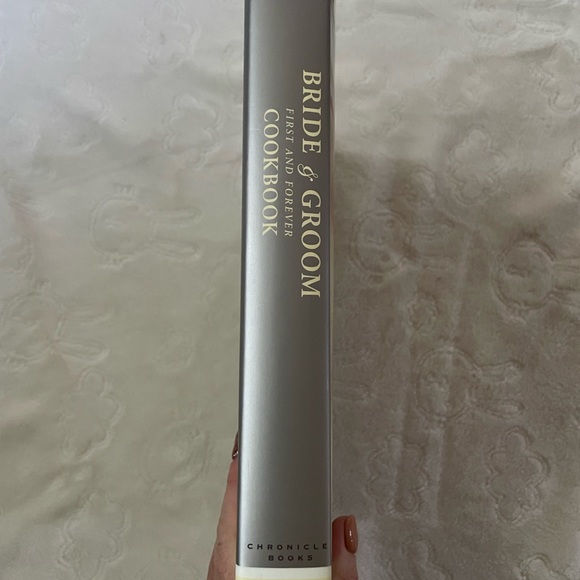 BRIDE & GROOM
FIRST AND FOREVER
COOKBOOK
CHRONICLE
BOOKS